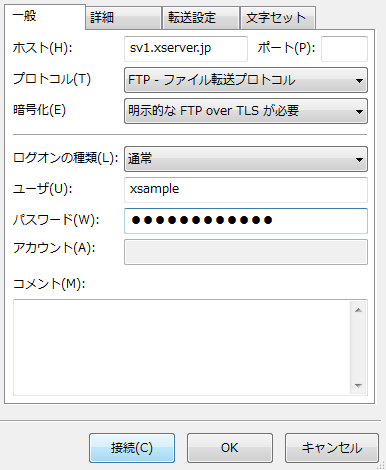 一般 詳細 転送設定 文字セット
ホスト(H): sv1.xserver.jp ポート(P):
プロトコル(T) FTP - ファイル転送プロトコル
暗号化(E) 明示的な FTP over TLS が必要
ログオンの種類(L): 通常
ユーザ(U): xsample
パスワード(W): ●●●●●●●●●●●●
アカウント(A):
コメント(M):
接続(C) OK キャンセル